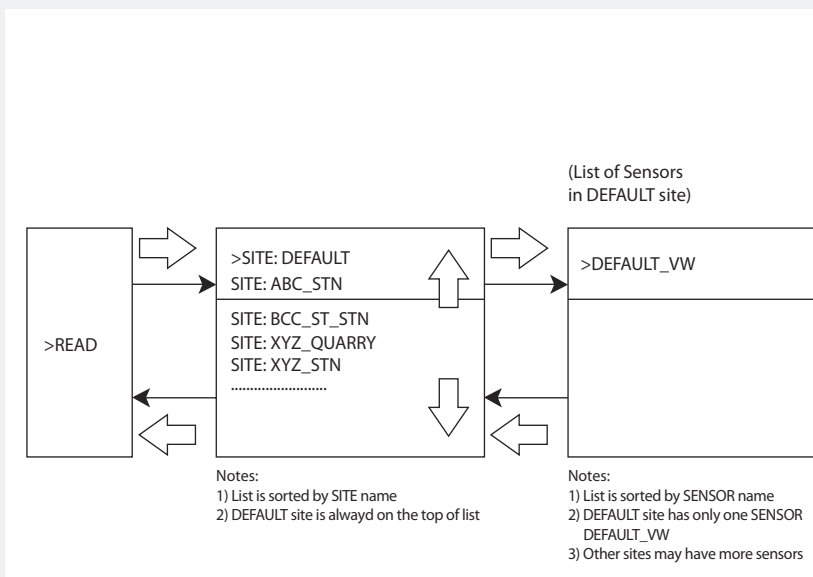 (List of Sensors
in DEFAULT site)
>READ
>SITE: DEFAULT
SITE: ABC_STN
SITE: BCC_ST_STN
SITE: XYZ_QUARRY
SITE: XYZ_STN
.........................
>DEFAULT_VW
Notes:
1) List is sorted by SITE name
2) DEFAULT site is alwayd on the top of list
Notes:
1) List is sorted by SENSOR name
2) DEFAULT site has only one SENSOR
DEFAULT_VW
3) Other sites may have more sensors